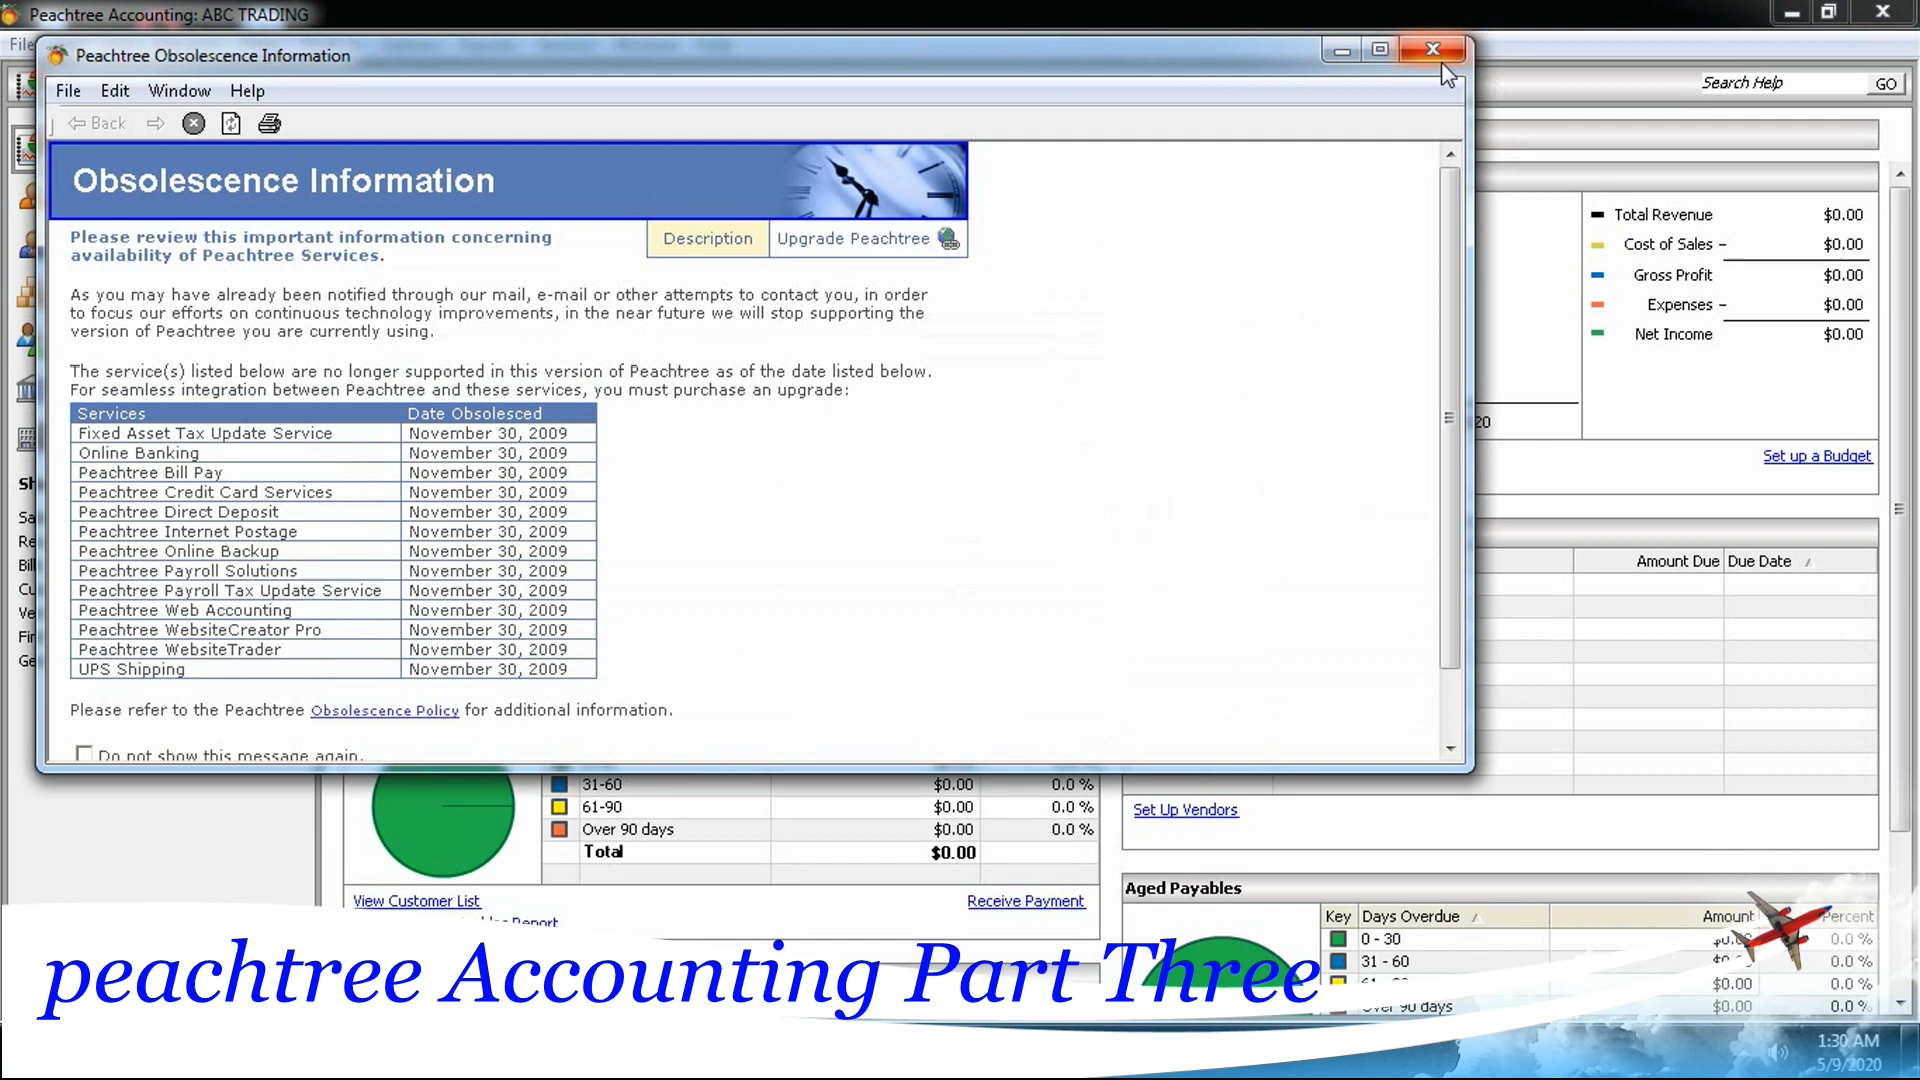 Peachtree Accounting: ABC TRADING
Peachtree Obsolescence Information
File Edit Window Help
Search Help GO
Back
Obsolescence Information
Please review this important information concerning
availability of Peachtree Services.
Description Upgrade Peachtree
As you may have already been notified through our mail, e-mail or other attempts to contact you, in order
to focus our efforts on continuous technology improvements, in the near future we will stop supporting the
version of Peachtree you are currently using.
The service(s) listed below are no longer supported in this version of Peachtree as of the date listed below.
For seamless integration between Peachtree and these services, you must purchase an upgrade:
Services Date Obsolesced
Fixed Asset Tax Update Service November 30, 2009
Online Banking November 30, 2009
Peachtree Bill Pay November 30, 2009
Peachtree Credit Card Services November 30, 2009
Peachtree Direct Deposit November 30, 2009
Peachtree Internet Postage November 30, 2009
Peachtree Online Backup November 30, 2009
Peachtree Payroll Solutions November 30, 2009
Peachtree Payroll Tax Update Service November 30, 2009
Peachtree Web Accounting November 30, 2009
Peachtree WebsiteCreator Pro November 30, 2009
Peachtree WebsiteTrader November 30, 2009
UPS Shipping November 30, 2009
Please refer to the Peachtree Obsolescence Policy for additional information.
Do not show this message again.
Total Revenue $0.00
Cost of Sales - $0.00
Gross Profit $0.00
Expenses - $0.00
Net Income $0.00
20
Set up a Budget
Amount Due Due Date
Set Up Vendors
31-60 $0.00 0.0 %
61-90 $0.00 0.0 %
Over 90 days $0.00 0.0 %
Total $0.00
View Customer List Receive Payment
Report
Aged Payables
Key Days Overdue Amount Percent
0 - 30 0.0 %
31 - 60 0.0 %
$0.00 0.0 %
Over 90 days $0.00 0.0 %
peachtree Accounting Part Three
1:30 AM
5/9/2020